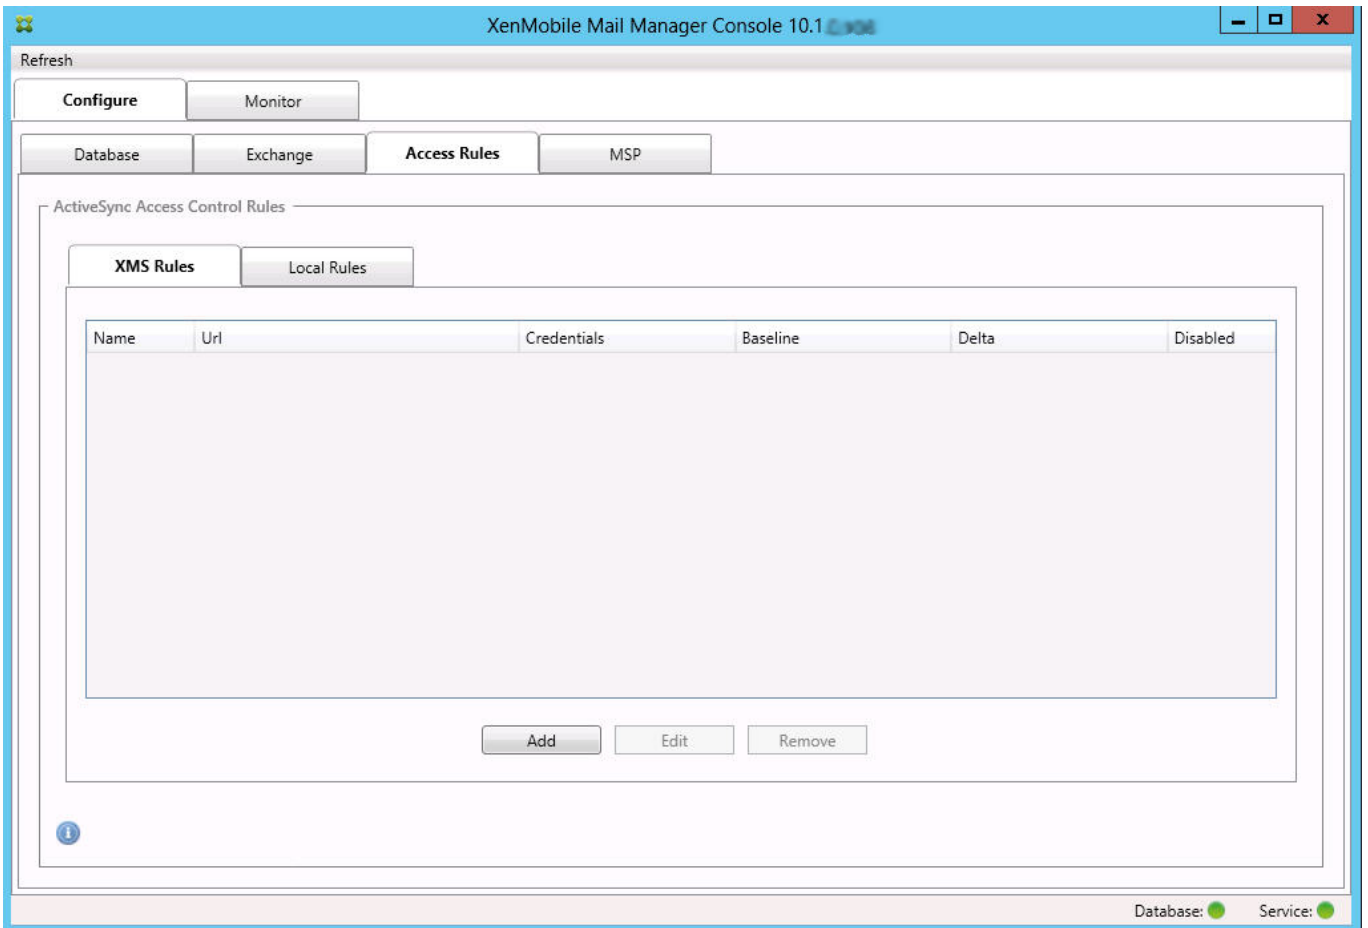 XenMobile Mail Manager Console 10.1
Refresh
Configure Monitor
Database Exchange Access Rules MSP
ActiveSync Access Control Rules
XMS Rules Local Rules
Name Url Credentials Baseline Delta Disabled
Add Edit Remove
Database: Service: